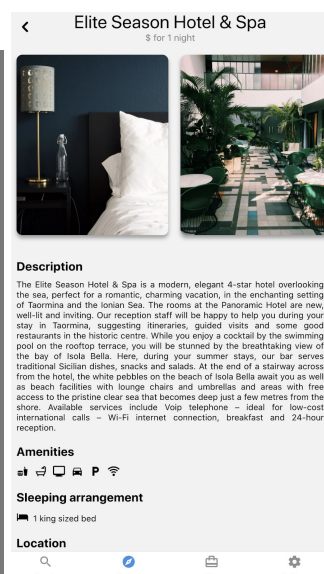 Elite Season Hotel & Spa
$ for 1 night
Description
The Elite Season Hotel & Spa is a modern, elegant 4-star hotel overlooking
the sea, perfect for a romantic, charming vacation, in the enchanting setting
of Taormina and the Ionian Sea. The rooms at the Panoramic Hotel are new,
well-lit and inviting. Our reception staff will be happy to help you during your
stay in Taormina, suggesting itineraries, guided visits and some good
restaurants in the historic centre. While you enjoy a cocktail by the swimming
pool on the rooftop terrace, you will be stunned by the breathtaking view of
the bay of Isola Bella. Here, during your summer stays, our bar serves
traditional Sicilian dishes, snacks and salads. At the end of a stairway across
from the hotel, the white pebbles on the beach of Isola Bella await you as well
as beach facilities with lounge chairs and umbrellas and areas with free
access to the pristine clear sea that becomes deep just a few metres from the
shore. Available services include Voip telephone – ideal for low-cost
international calls – Wi-Fi internet connection, breakfast and 24-hour
reception.
Amenities
P
Sleeping arrangement
1 king sized bed
Location